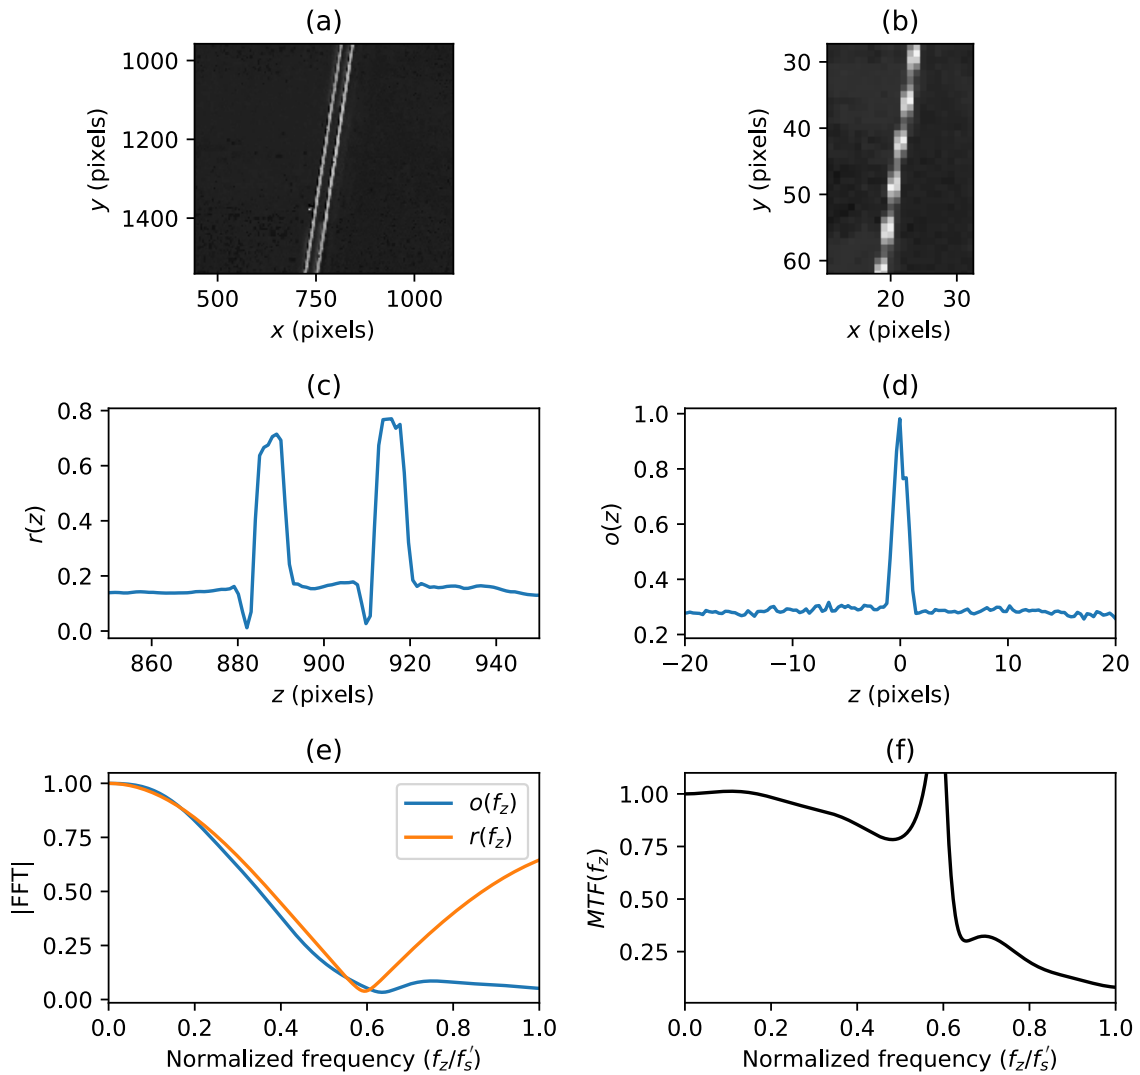 (a)
(b)
1000
1200
1400
y (pixels)
500
750
1000
x (pixels)
30
40
50
60
y (pixels)
20
30
x (pixels)
(c)
(d)
0.8
0.6
0.4
0.2
0.0
r(z)
860
880
900
920
940
z (pixels)
1.0
0.8
0.6
0.4
0.2
o(z)
−20
−10
0
10
20
z (pixels)
(e)
(f)
1.00
0.75
0.50
0.25
0.00
|FFT|
o(f_z)
r(f_z)
0.0
0.2
0.4
0.6
0.8
1.0
Normalized frequency (f_z/f_s')
1.00
0.75
0.50
0.25
MTF(f_z)
0.0
0.2
0.4
0.6
0.8
1.0
Normalized frequency (f_z/f_s')